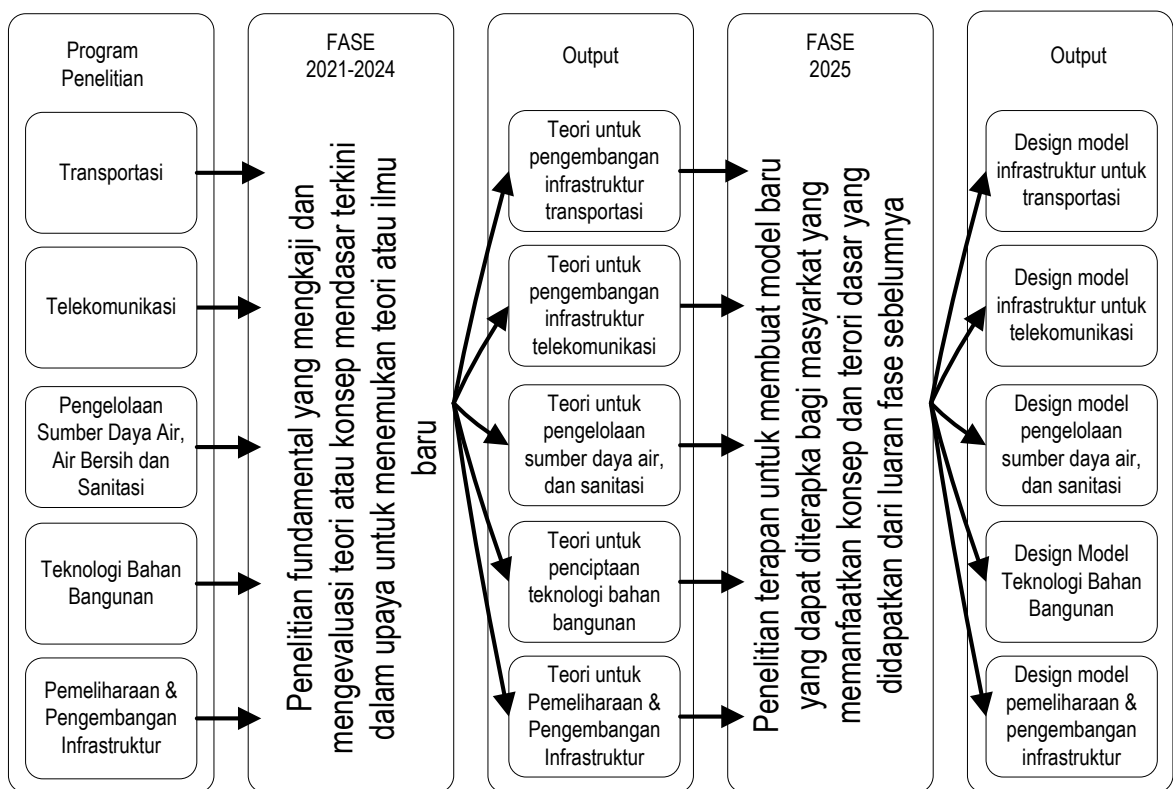 Program
Penelitian
Transportasi
Telekomunikasi
Pengelolaan
Sumber Daya Air,
Air Bersih dan
Sanitasi
Teknologi Bahan
Bangunan
Pemeliharaan &
Pengembangan
Infrastruktur
FASE
2021-2024
Penelitian fundamental yang mengkaji dan
mengevaluasi teori atau konsep mendasar terkini
dalam upaya untuk menemukan teori atau ilmu
baru
Output
Teori untuk
pengembangan
infrastruktur
transportasi
Teori untuk
pengembangan
infrastruktur
telekomunikasi
Teori untuk
pengelolaan
sumber daya air,
dan sanitasi
Teori untuk
penciptaan
teknologi bahan
bangunan
Teori untuk
Pemeliharaan &
Pengembangan
Infrastruktur
FASE
2025
Penelitian terapan untuk membuat model baru
yang dapat diterapka bagi masyarkat yang
memanfaatkan konsep dan terori dasar yang
didapatkan dari luaran fase sebelumnya
Output
Design model
infrastruktur untuk
transportasi
Design model
infrastruktur untuk
telekomunikasi
Design model
pengelolaan
sumber daya air,
dan sanitasi
Design Model
Teknologi Bahan
Bangunan
Design model
pemeliharaan &
pengembangan
infrastruktur